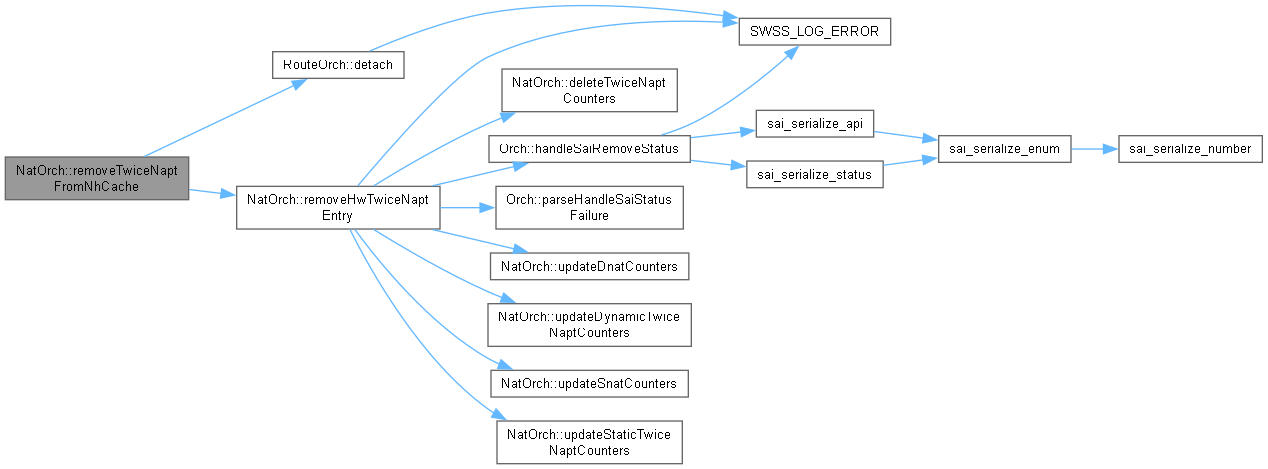 SWSS_LOG_ERROR
RouteOrch::detach
NatOrch::deleteTwiceNapt
Counters
sai_serialize_api
Orch::handleSaiRemoveStatus
sai_serialize_enum
sai_serialize_number
NatOrch::removeTwiceNapt
FromNhCache
sai_serialize_status
NatOrch::removeHwTwiceNapt
Entry
Orch::parseHandleSaiStatus
Failure
NatOrch::updateDnatCounters
NatOrch::updateDynamicTwice
NaptCounters
NatOrch::updateSnatCounters
NatOrch::updateStaticTwice
NaptCounters